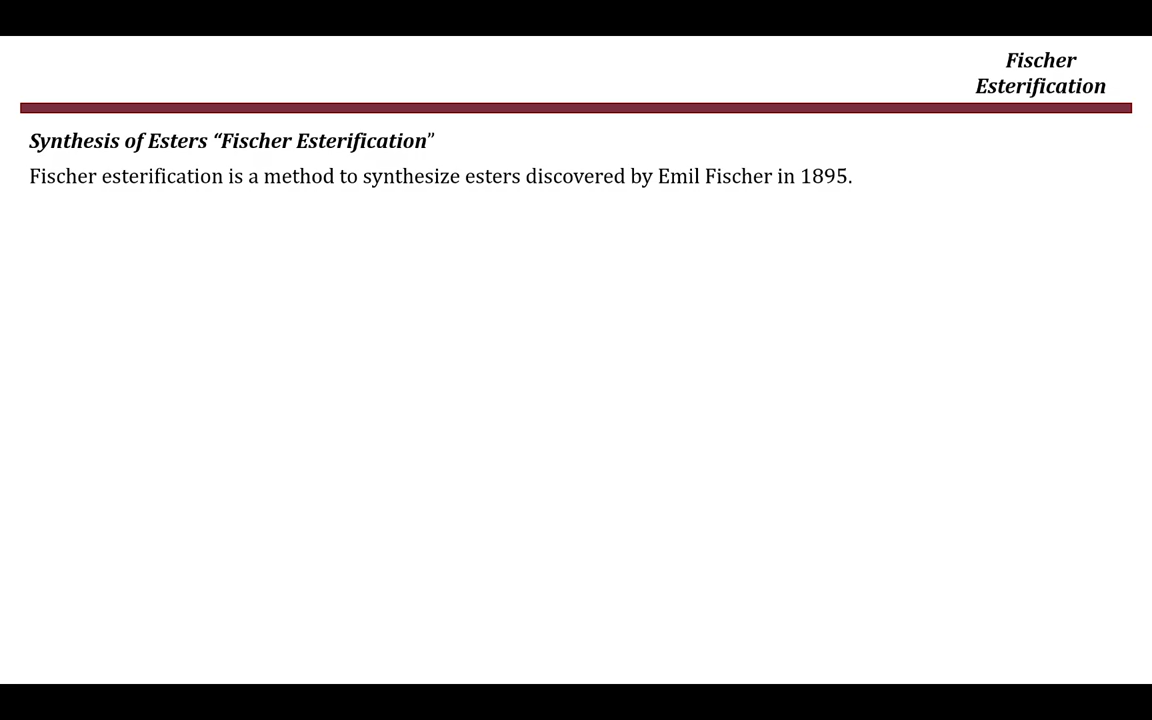 Fischer
Esterification
Synthesis of Esters “Fischer Esterification”
Fischer esterification is a method to synthesize esters discovered by Emil Fischer in 1895.